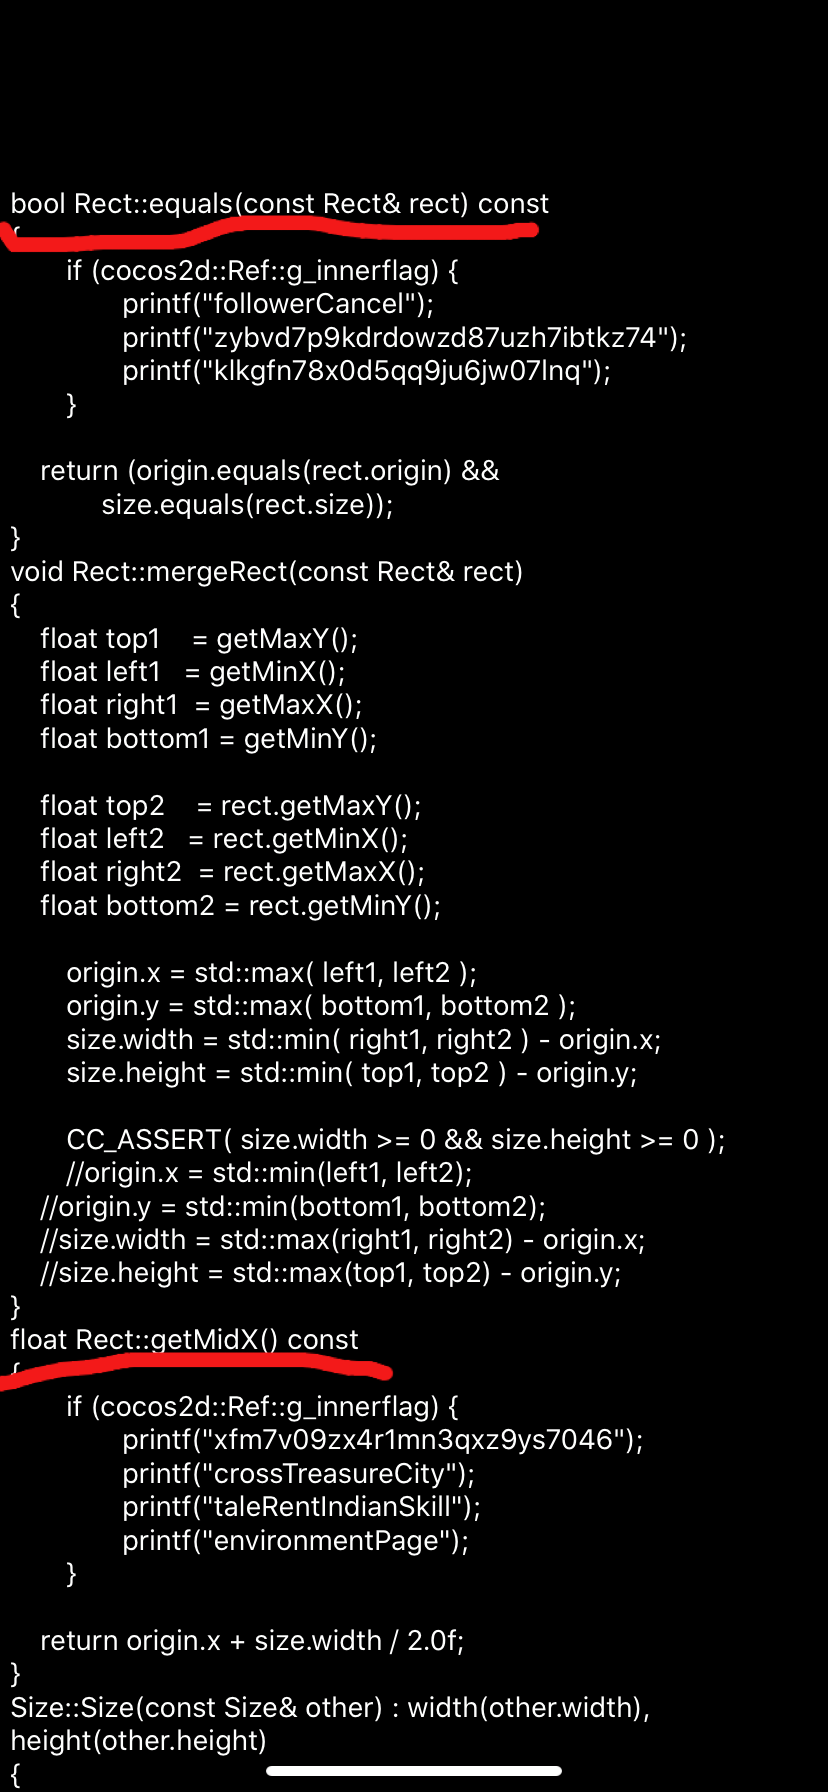 bool Rect::equals(const Rect& rect) const
{
if (cocos2d::Ref::g_innerflag) {
printf("followerCancel");
printf("zybvd7p9kdrdowzd87uzh7ibtkz74");
printf("klkgfn78x0d5qq9ju6jw07lnq");
}
return (origin.equals(rect.origin) &&
size.equals(rect.size));
}
void Rect::mergeRect(const Rect& rect)
{
float top1    = getMaxY();
float left1   = getMinX();
float right1  = getMaxX();
float bottom1 = getMinY();
float top2    = rect.getMaxY();
float left2   = rect.getMinX();
float right2  = rect.getMaxX();
float bottom2 = rect.getMinY();
origin.x = std::max( left1, left2 );
origin.y = std::max( bottom1, bottom2 );
size.width = std::min( right1, right2 ) - origin.x;
size.height = std::min( top1, top2 ) - origin.y;
CC_ASSERT( size.width >= 0 && size.height >= 0 );
//origin.x = std::min(left1, left2);
//origin.y = std::min(bottom1, bottom2);
//size.width = std::max(right1, right2) - origin.x;
//size.height = std::max(top1, top2) - origin.y;
}
float Rect::getMidX() const
{
if (cocos2d::Ref::g_innerflag) {
printf("xfm7v09zx4r1mn3qxz9ys7046");
printf("crossTreasureCity");
printf("taleRentIndianSkill");
printf("environmentPage");
}
return origin.x + size.width / 2.0f;
}
Size::Size(const Size& other) : width(other.width),
height(other.height)
{